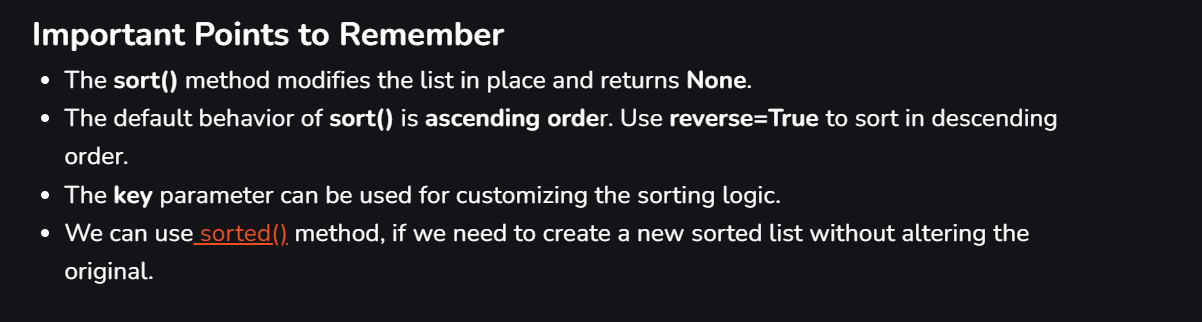 Important Points to Remember
• The sort() method modifies the list in place and returns None.
• The default behavior of sort() is ascending order. Use reverse=True to sort in descending
order.
• The key parameter can be used for customizing the sorting logic.
• We can use sorted() method, if we need to create a new sorted list without altering the
original.